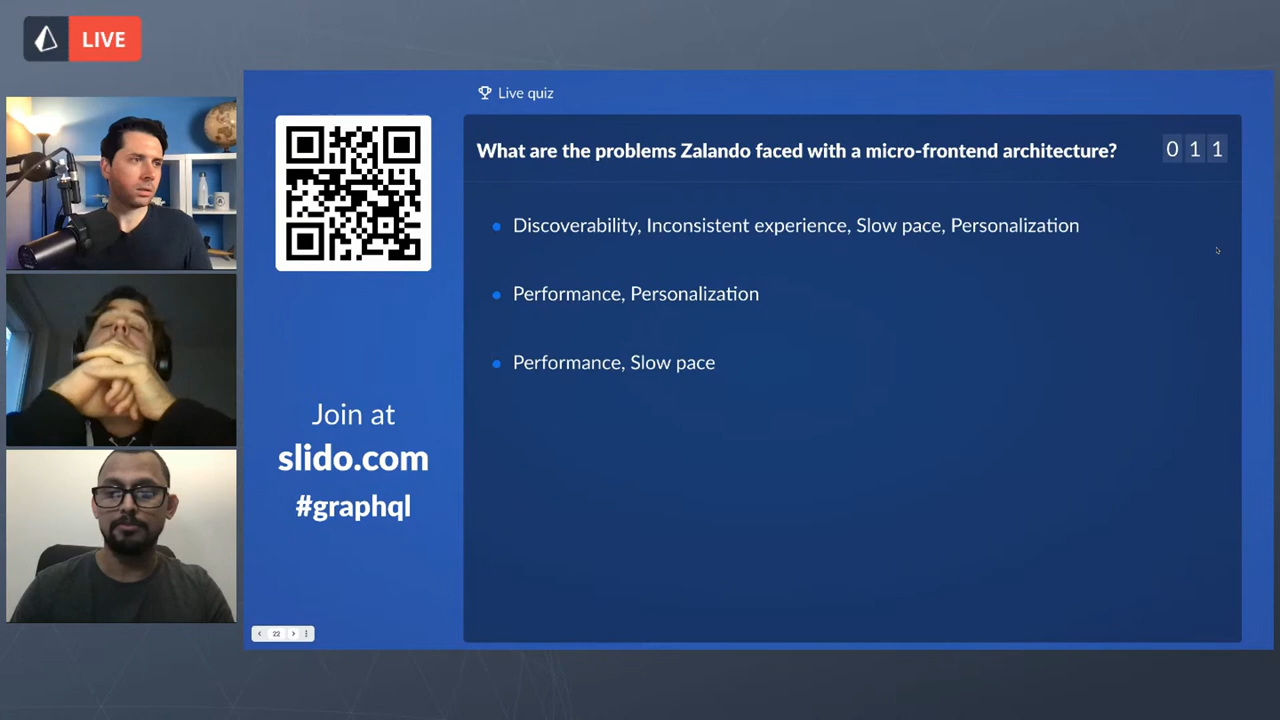 LIVE
Live quiz
What are the problems Zalando faced with a micro-frontend architecture?
0 1 1
Discoverability, Inconsistent experience, Slow pace, Personalization
Performance, Personalization
Performance, Slow pace
Join at
slido.com
#graphql
22